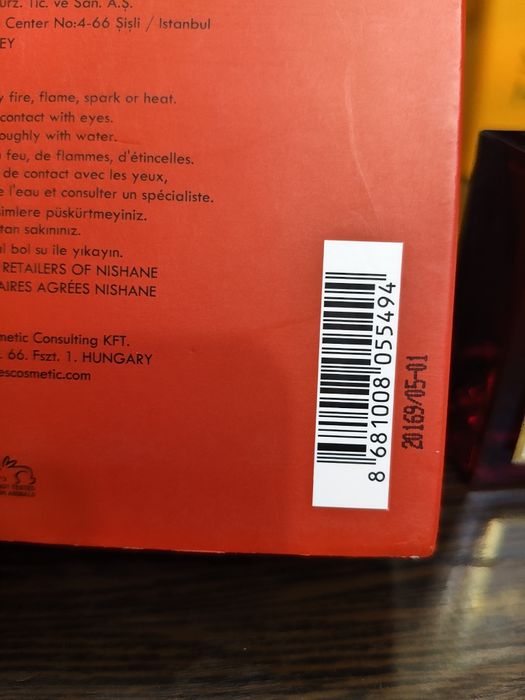 urz. Tic. ve San. A.Ş.
Center No:4-66 Şişli / Istanbul
EY
y fire, flame, spark or heat.
contact with eyes.
oughly with water.
feu, de flammes, d'étincelles.
de contact avec les yeux,
l'eau et consulter un spécialiste.
simlere püskürtmeyiniz.
tan sakınınız.
al bol su ile yıkayın.
RETAILERS OF NISHANE
AIRES AGRÉES NISHANE
metic Consulting KFT.
. 66. Fszt. 1. HUNGARY
escosmetic.com
8 681008 055494
20169/05-01